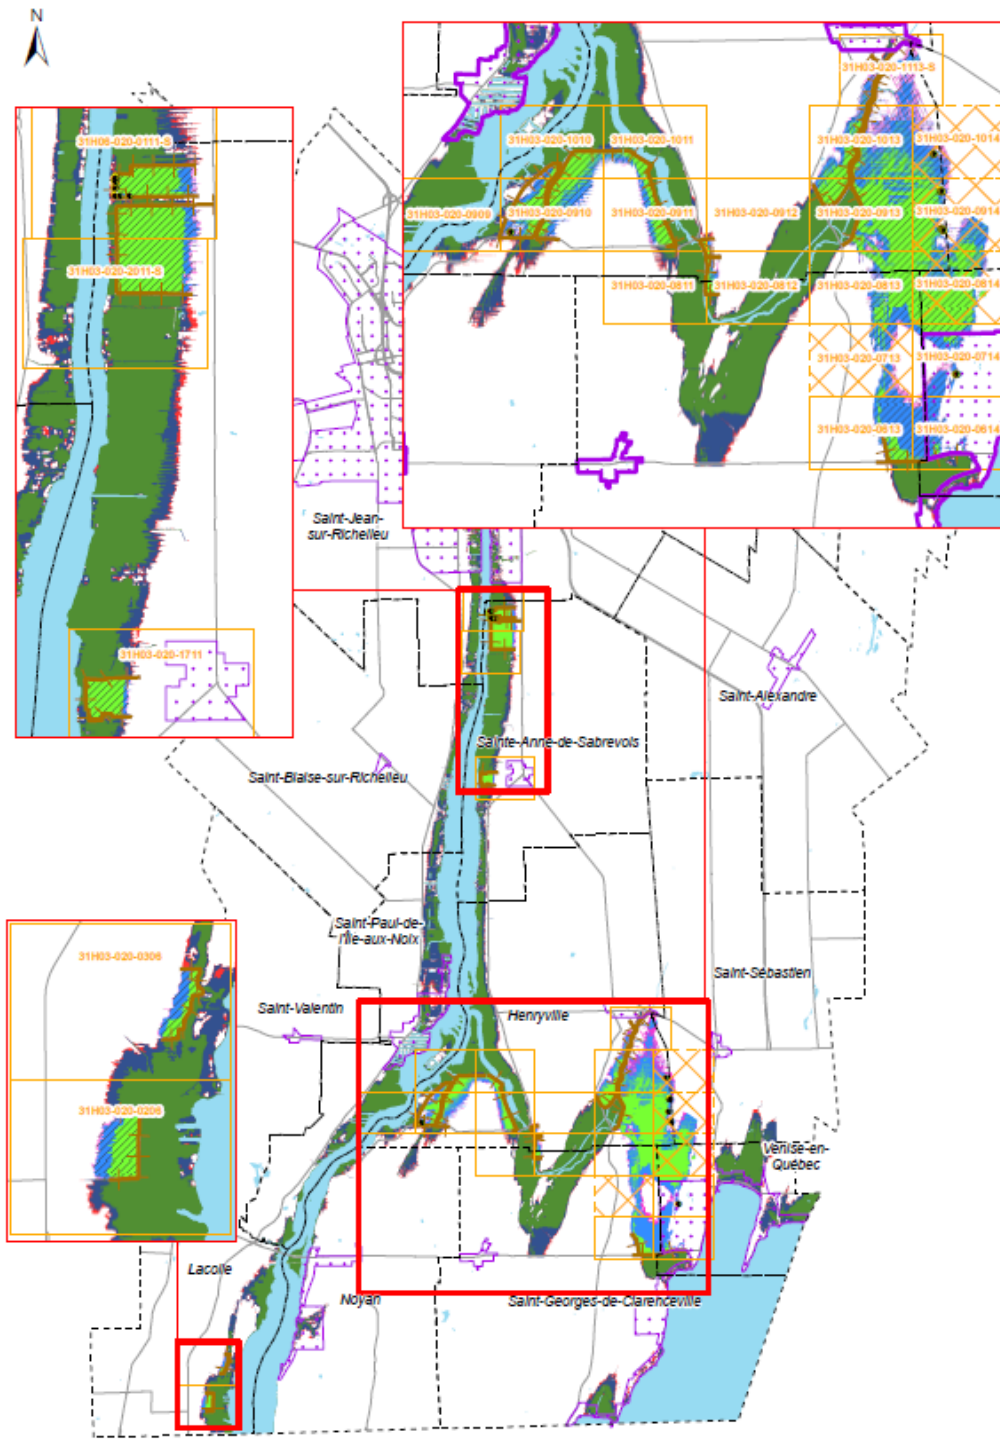 N
31H06-020-0111-S
31H03-020-2011-S
31H03-020-1711
31H03-020-1113-S
31H03-020-1010
31H03-020-1011
31H03-020-1013
31H03-020-1014
31H03-020-0909
31H03-020-0910
31H03-020-0911
31H03-020-0912
31H03-020-0913
31H03-020-0914
31H03-020-0811
31H03-020-0812
31H03-020-0813
31H03-020-0814
31H03-020-0713
31H03-020-0714
31H03-020-0613
31H03-020-0614
Saint-Jean-
sur-Richelieu
Saint-Alexandre
Sainte-Anne-de-Sabrevois
Saint-Blaise-sur-Richelieu
Saint-Paul-de-
l'Île-aux-Noix
Saint-Sébastien
Saint-Valentin
Henryville
31H03-020-0306
31H03-020-0206
Venise-en-
Québec
Lacolle
Noyan
Saint-Georges-de-Clarenceville